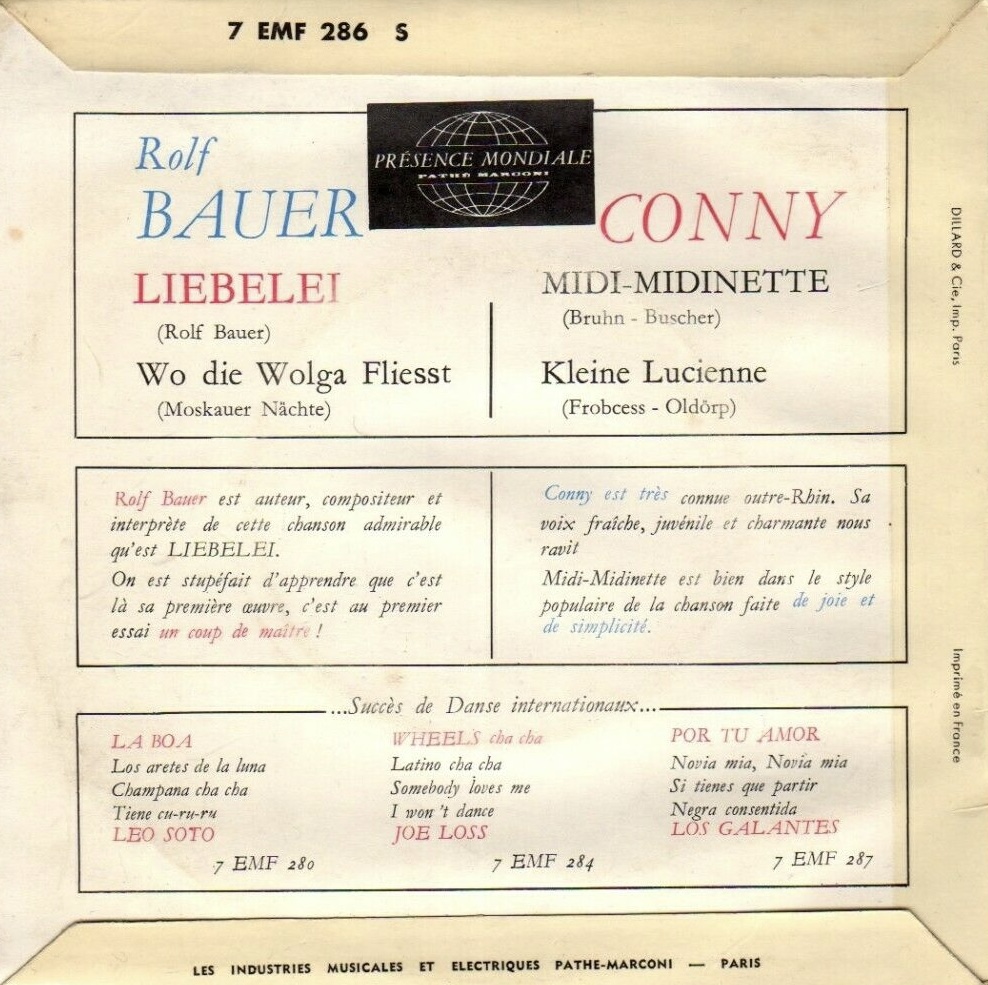 7 EMF 286 S
PRÉSENCE MONDIALE
PATHÉ MARCONI
Rolf
BAUER
LIEBELEI
(Rolf Bauer)
Wo die Wolga Fliesst
(Moskauer Nächte)
CONNY
MIDI-MIDINETTE
(Bruhn - Buscher)
Kleine Lucienne
(Frobcess - Oldörp)
Rolf Bauer est auteur, compositeur et
interprète de cette chanson admirable
qu'est LIEBELEI.
On est stupéfait d'apprendre que c'est
là sa première œuvre, c'est au premier
essai un coup de maître !
Conny est très connue outre-Rhin. Sa
voix fraîche, juvénile et charmante nous
ravit
Midi-Midinette est bien dans le style
populaire de la chanson faite de joie et
de simplicité.
...Succès de Danse internationaux...
LA BOA
Los aretes de la luna
Champana cha cha
Tiene cu-ru-ru
LEO SOTO
7 EMF 280
WHEELS cha cha
Latino cha cha
Somebody loves me
I won't dance
JOE LOSS
7 EMF 284
POR TU AMOR
Novia mia, Novia mia
Si tienes que partir
Negra consentida
LOS GALANTES
7 EMF 287
DILLARD & Cie, Imp. Paris
Imprimé en France
LES INDUSTRIES MUSICALES ET ELECTRIQUES PATHE-MARCONI — PARIS